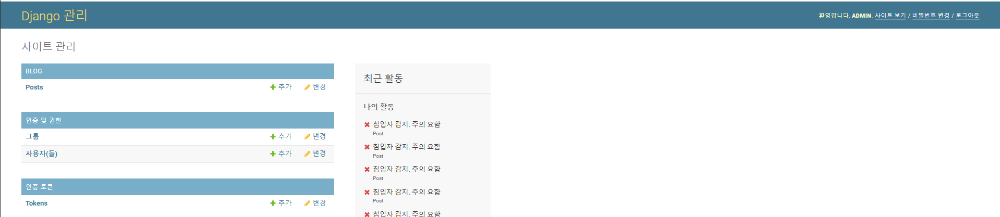 Django 관리
환영합니다, ADMIN. 사이트 보기 / 비밀번호 변경 / 로그아웃
사이트 관리
BLOG
Posts 추가 변경
인증 및 권한
그룹 추가 변경
사용자(들) 추가 변경
인증 토큰
Tokens 추가 변경
최근 활동
나의 활동
침입자 감지. 주의 요함
Post
침입자 감지. 주의 요함
Post
침입자 감지. 주의 요함
Post
침입자 감지. 주의 요함
Post
침입자 감지. 주의 요함